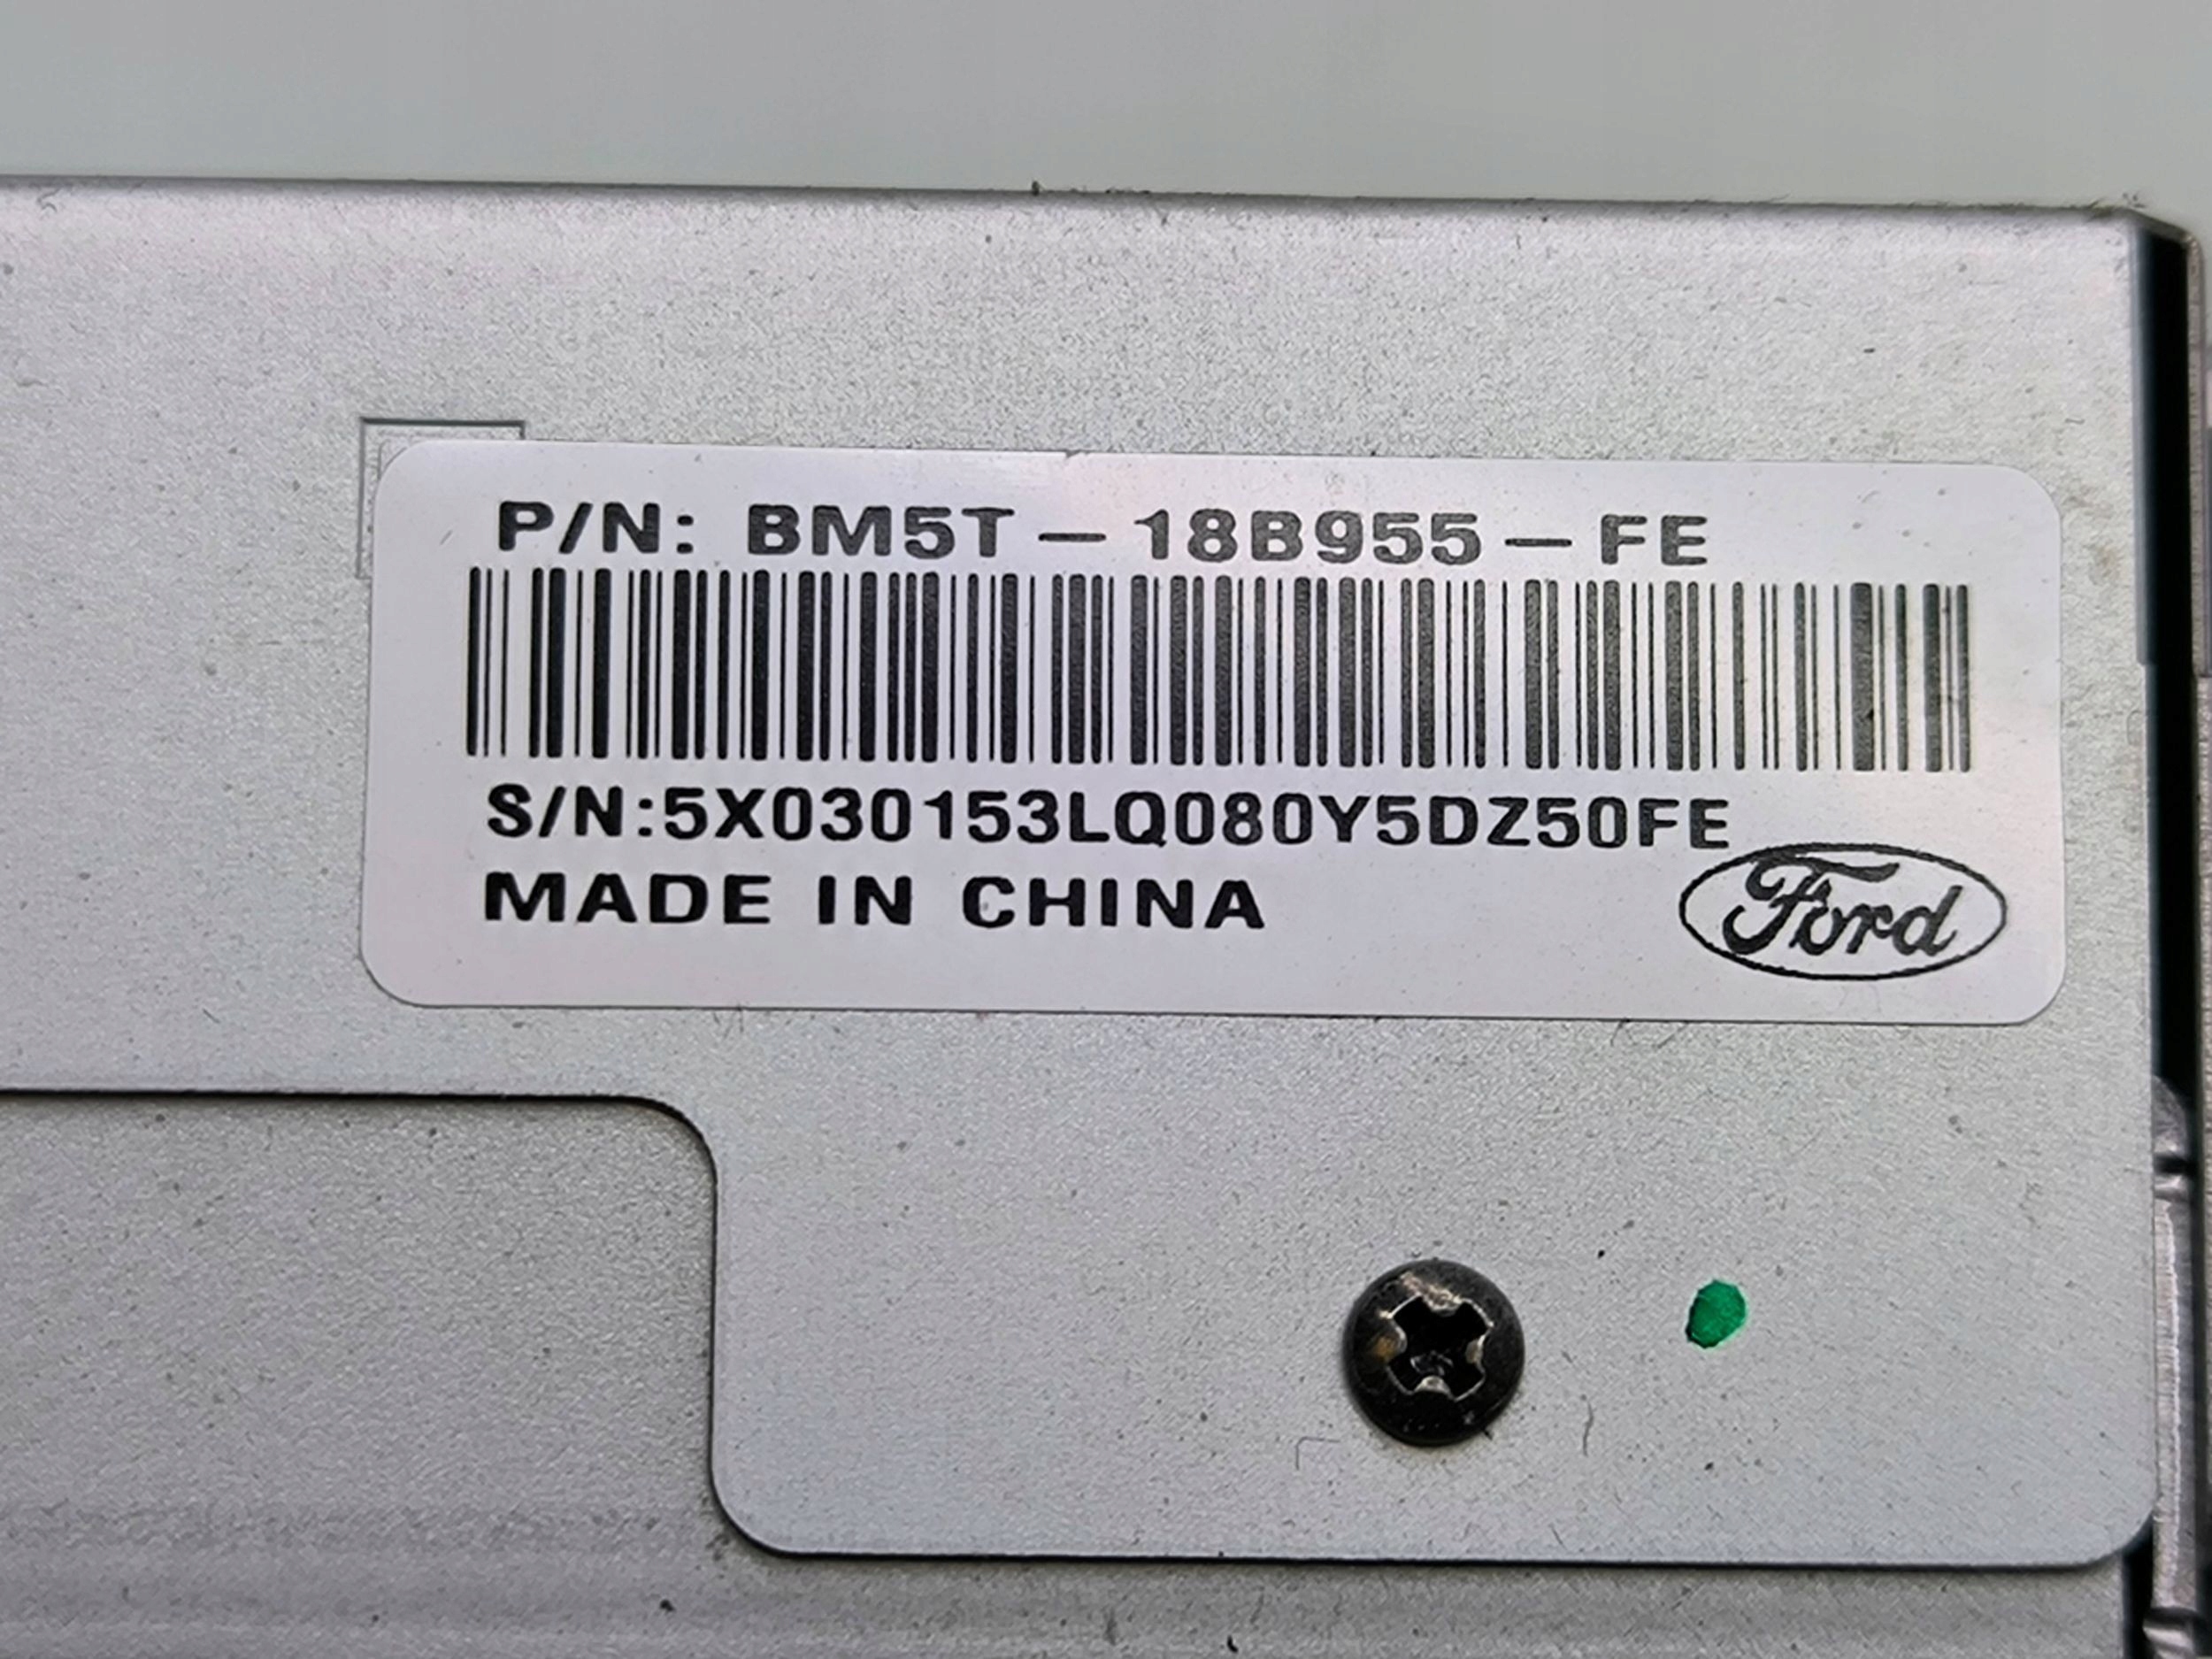 P/N: BM5T-18B955-FE
S/N:5X030153LQ080Y5DZ50FE
MADE IN CHINA
Ford